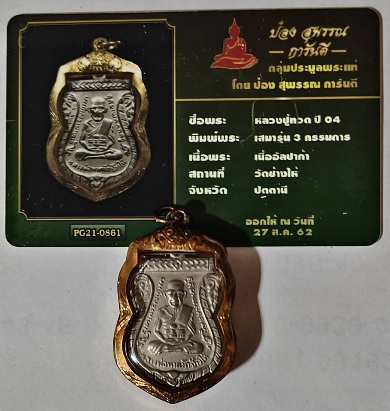 ป๋อง สุพรรณ
การันตี
กลุ่มประมูลพระแท้
โดย ป๋อง สุพรรณ การันตี
ชื่อพระ หลวงปู่ทวด ปี 04
พิมพ์พระ เสมารุ่น 3 กรรมการ
เนื้อพระ เนื้ออัลปาก้า
สถานที่ วัดช้างให้
จังหวัด ปัตตานี
ออกให้ ณ วันที่
27 ส.ค. 62
PG21-0861